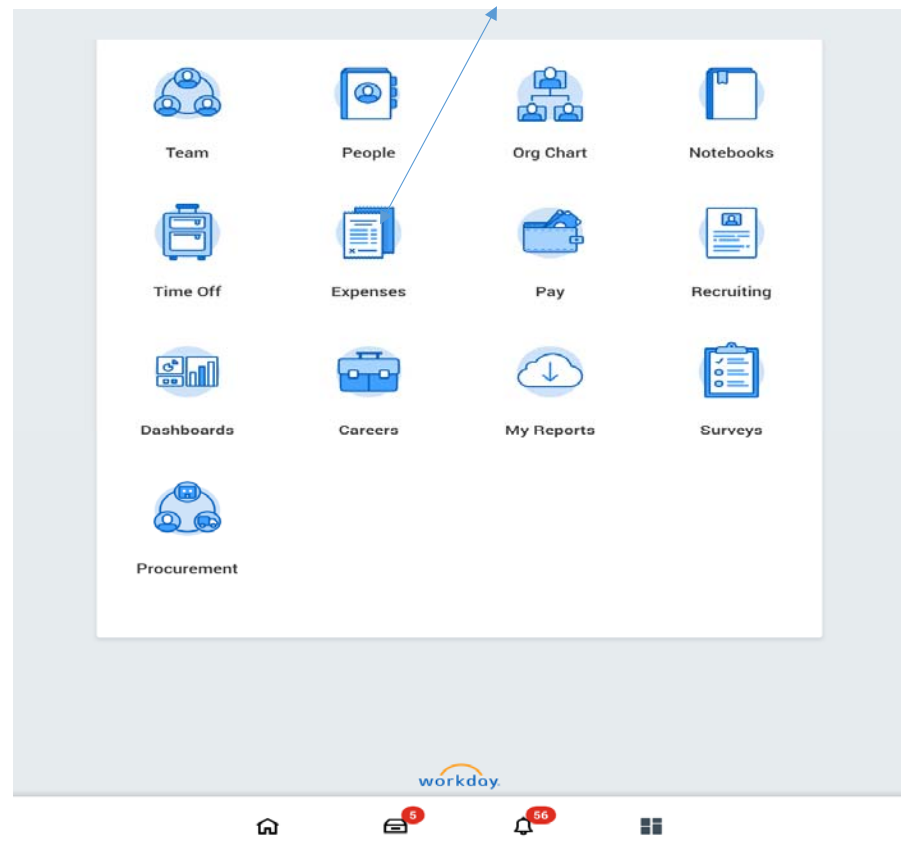 Team People Org Chart Notebooks
Time Off Expenses Pay Recruiting
Dashboards Careers My Reports Surveys
Procurement
workday.
5 56